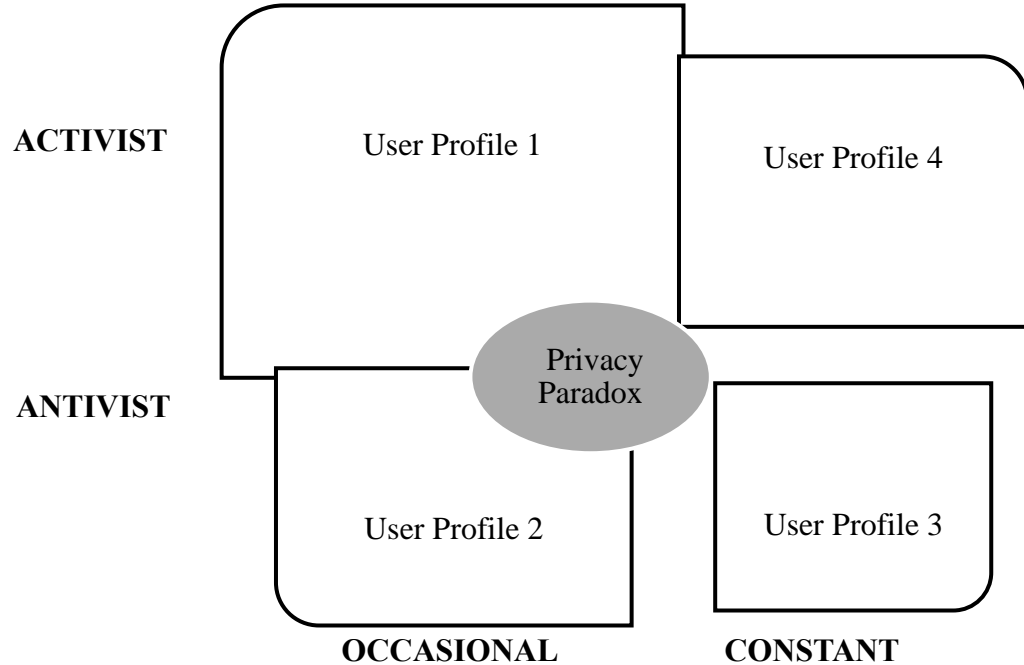 ACTIVIST
User Profile 1
User Profile 4
Privacy
Paradox
ANTIVIST
User Profile 2
User Profile 3
OCCASIONAL
CONSTANT